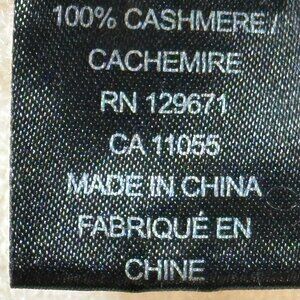 100% CASHMERE/
CACHEMIRE
RN 129671
CA 11055
MADE IN CHINA
FABRIQUÉ EN
CHINE